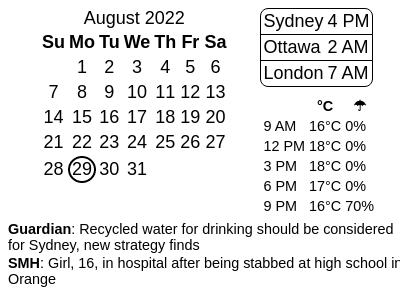 August 2022
Su Mo Tu We Th Fr Sa
1 2 3 4 5 6
7 8 9 10 11 12 13
14 15 16 17 18 19 20
21 22 23 24 25 26 27
28 29 30 31
Sydney 4 PM
Ottawa 2 AM
London 7 AM
°C ☂
9 AM 16°C 0%
12 PM 18°C 0%
3 PM 18°C 0%
6 PM 17°C 0%
9 PM 16°C 70%
Guardian: Recycled water for drinking should be considered
for Sydney, new strategy finds
SMH: Girl, 16, in hospital after being stabbed at high school in
Orange